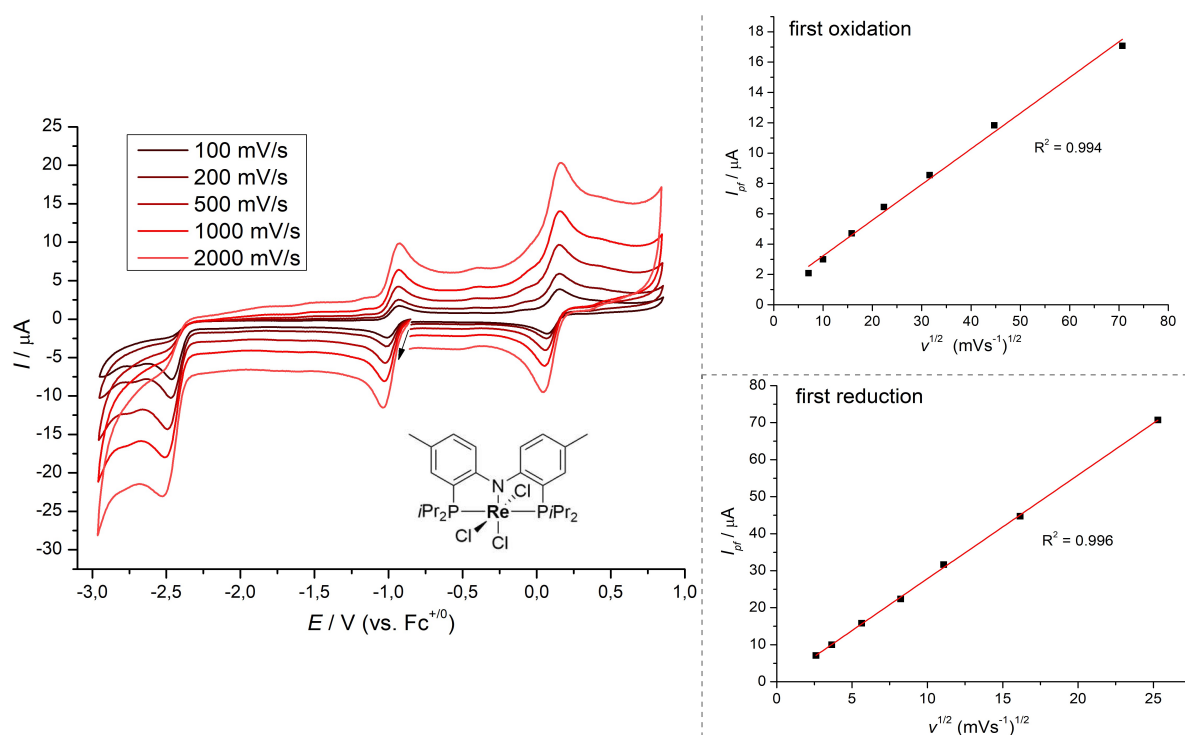 25
20
15
10
5
0
-5
-10
-15
-20
-25
-30
I / µA
100 mV/s
200 mV/s
500 mV/s
1000 mV/s
2000 mV/s
N
Cl
iPr₂P
Re
PiPr₂
Cl
Cl
-3,0 -2,5 -2,0 -1,5 -1,0 -0,5 0,0 0,5 1,0
E / V (vs. Fc⁺ᐟ⁰)
first oxidation
18
16
14
12
10
8
6
4
2
0
I_pf / µA
R² = 0.994
0 10 20 30 40 50 60 70 80
v^1/2 (mVs⁻¹)^1/2
first reduction
80
70
60
50
40
30
20
10
0
I_pf / µA
R² = 0.996
0 5 10 15 20 25
v^1/2 (mVs⁻¹)^1/2